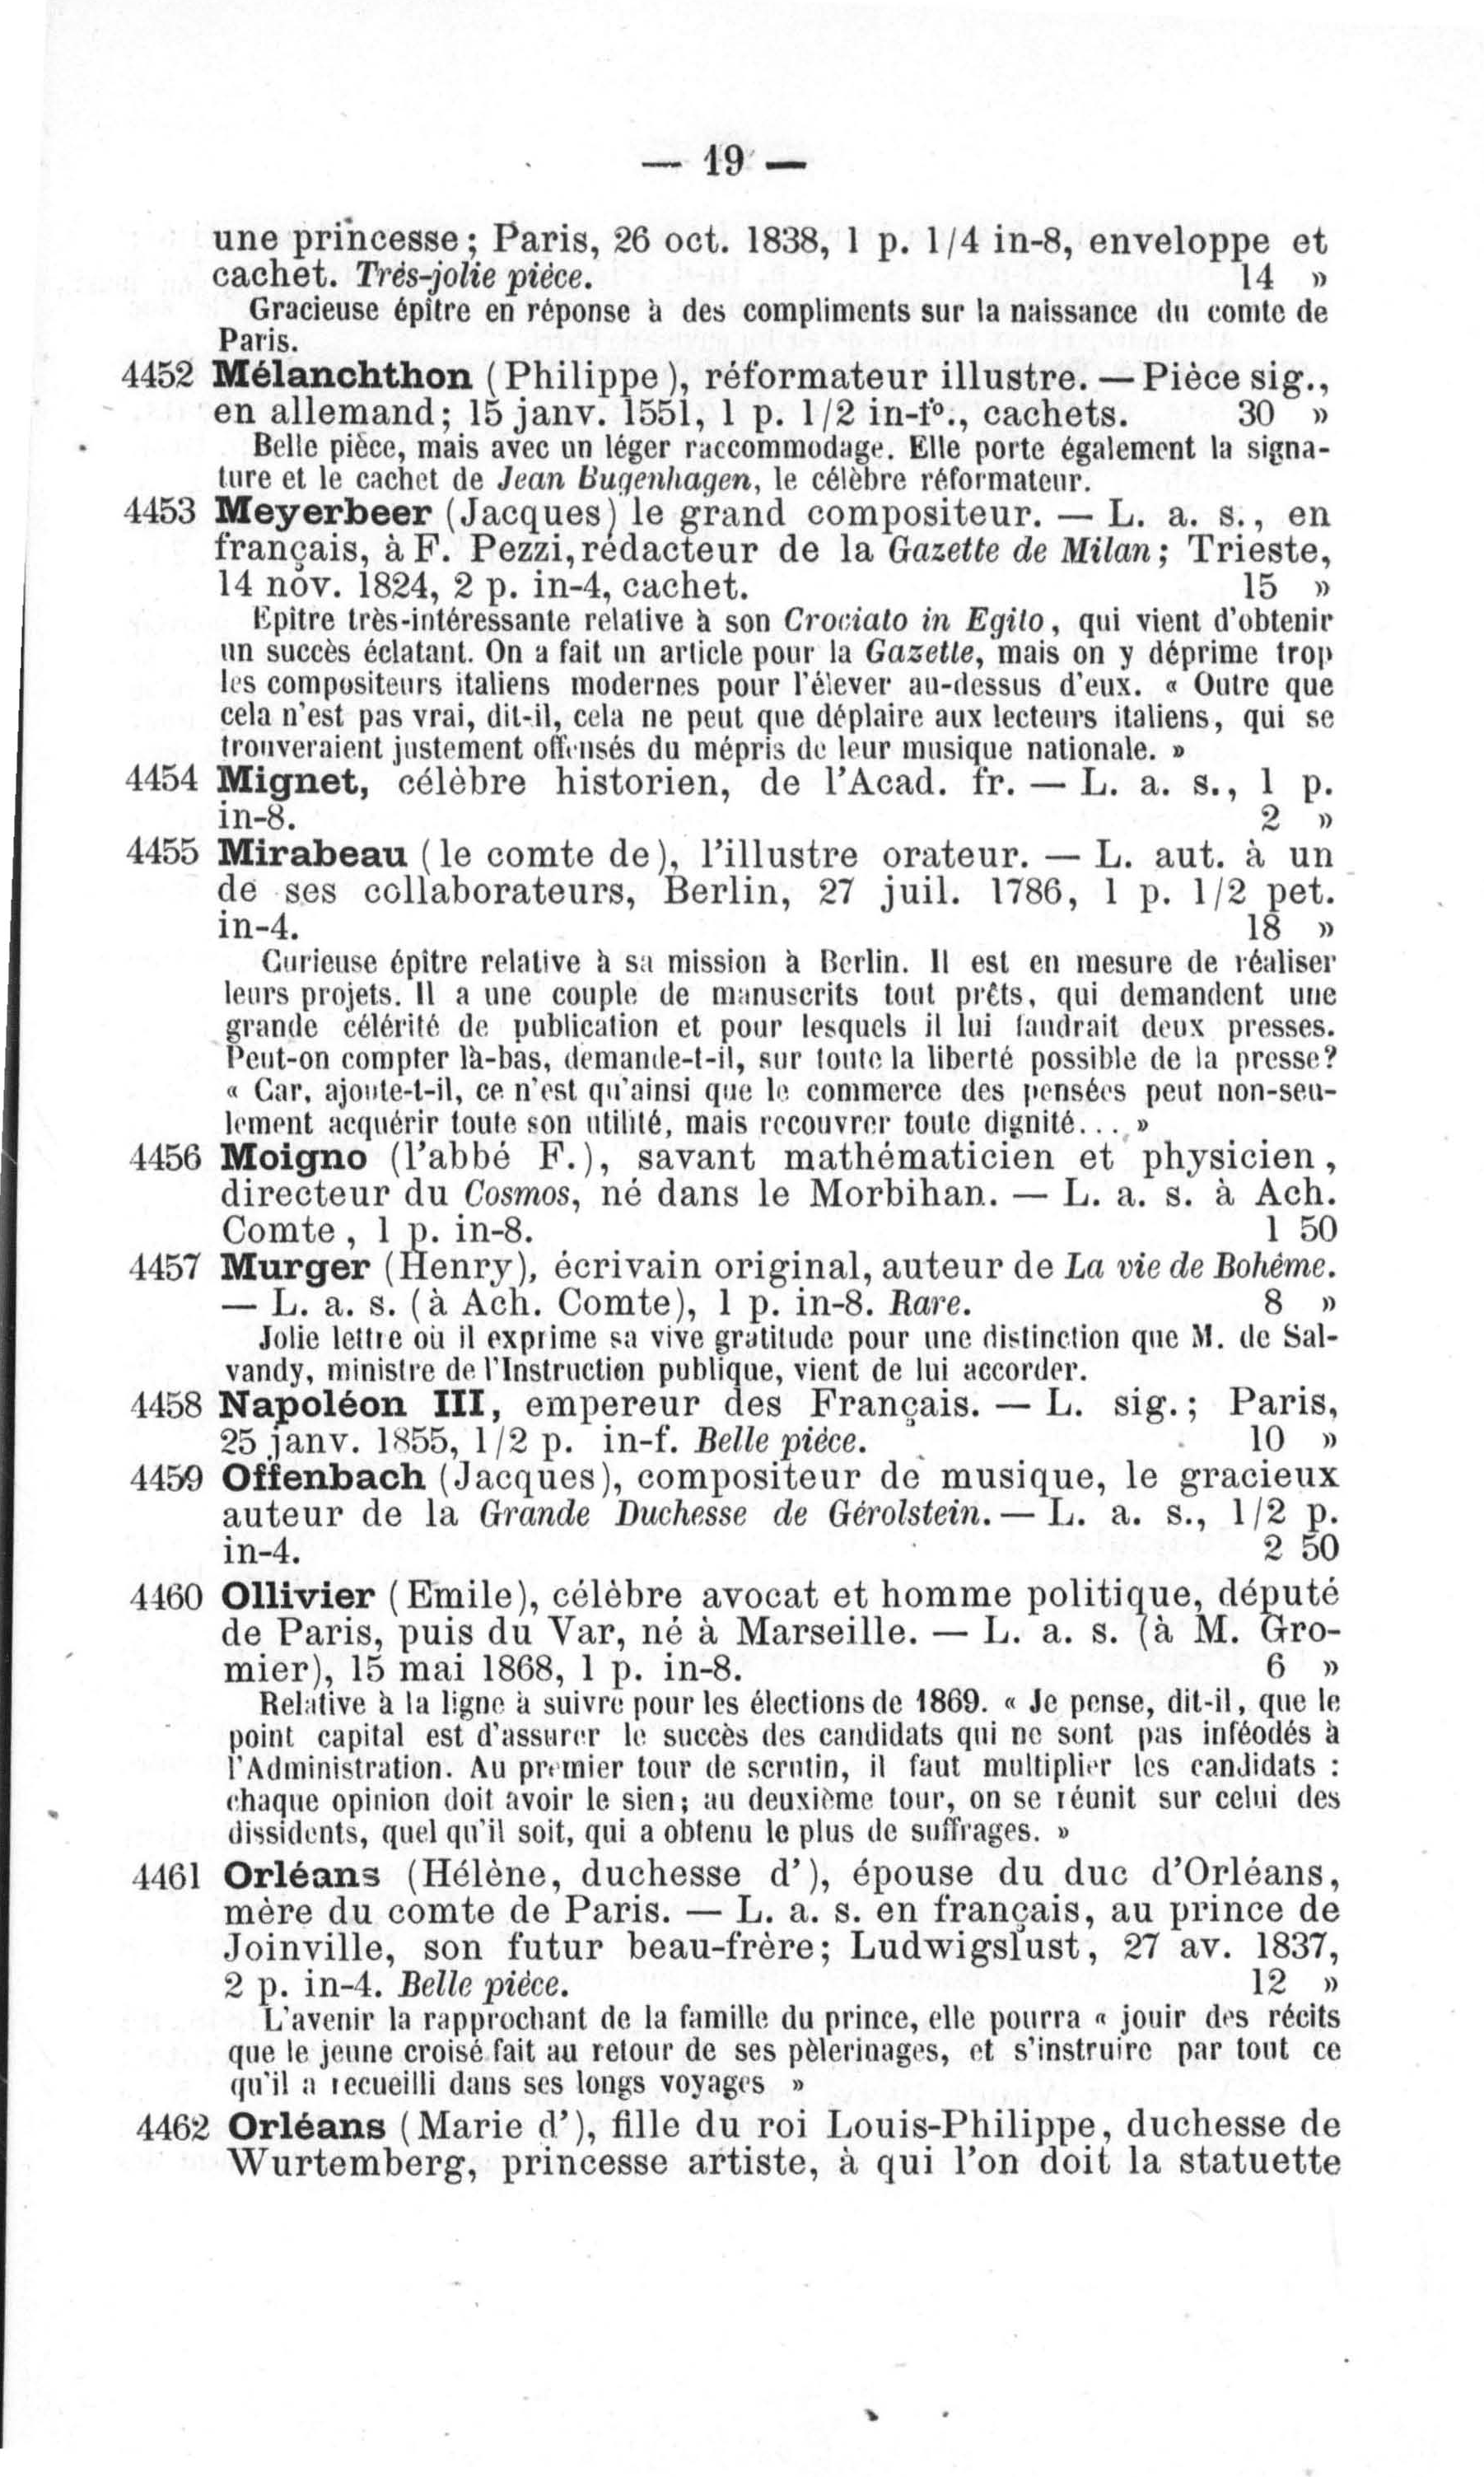 — 19 —
une princesse; Paris, 26 oct. 1838, 1 p. 1/4 in-8, enveloppe et
cachet. Trés-jolie pièce. 14 »
Gracieuse épître en réponse à des compliments sur la naissance du comte de
Paris.
4452 Mélanchthon (Philippe), réformateur illustre. — Pièce sig.,
en allemand; 15 janv. 1551, 1 p. 1/2 in-f°., cachets. 30 »
Belle pièce, mais avec un léger raccommodage. Elle porte également la signa-
ture et le cachet de Jean Bugenhagen, le célèbre réformateur.
4453 Meyerbeer (Jacques) le grand compositeur. — L. a. s., en
français, à F. Pezzi, rédacteur de la Gazette de Milan; Trieste,
14 nov. 1824, 2 p. in-4, cachet. 15 »
Epitre très-intéressante relative à son Crociato in Egito, qui vient d'obtenir
un succès éclatant. On a fait un article pour la Gazette, mais on y déprime trop
les compositeurs italiens modernes pour l'élever au-dessus d'eux. « Outre que
cela n'est pas vrai, dit-il, cela ne peut que déplaire aux lecteurs italiens, qui se
trouveraient justement offensés du mépris de leur musique nationale. »
4454 Mignet, célèbre historien, de l'Acad. fr. — L. a. s., 1 p.
in-8. 2 »
4455 Mirabeau (le comte de), l'illustre orateur. — L. aut. à un
de ses collaborateurs, Berlin, 27 juil. 1786, 1 p. 1/2 pet.
in-4. 18 »
Curieuse épître relative à sa mission à Berlin. Il est en mesure de réaliser
leurs projets. Il a une couple de manuscrits tout prêts, qui demandent une
grande célérité de publication et pour lesquels il lui faudrait deux presses.
Peut-on compter là-bas, demande-t-il, sur toute la liberté possible de la presse?
« Car, ajoute-t-il, ce n'est qu'ainsi que le commerce des pensées peut non-seu-
lement acquérir toute son utilité, mais recouvrer toute dignité... »
4456 Moigno (l'abbé F.), savant mathématicien et physicien,
directeur du Cosmos, né dans le Morbihan. — L. a. s. à Ach.
Comte, 1 p. in-8. 1 50
4457 Murger (Henry), écrivain original, auteur de La vie de Bohême.
— L. a. s. (à Ach. Comte), 1 p. in-8. Rare. 8 »
Jolie lettre où il exprime sa vive gratitude pour une distinction que M. de Sal-
vandy, ministre de l'Instruction publique, vient de lui accorder.
4458 Napoléon III, empereur des Français. — L. sig.; Paris,
25 janv. 1855, 1/2 p. in-f. Belle pièce. 10 »
4459 Offenbach (Jacques), compositeur de musique, le gracieux
auteur de la Grande Duchesse de Gérolstein. — L. a. s., 1/2 p.
in-4. 2 50
4460 Ollivier (Emile), célèbre avocat et homme politique, député
de Paris, puis du Var, né à Marseille. — L. a. s. (à M. Gro-
mier), 15 mai 1868, 1 p. in-8. 6 »
Relative à la ligne à suivre pour les élections de 1869. « Je pense, dit-il, que le
point capital est d'assurer le succès des candidats qui ne sont pas inféodés à
l'Administration. Au premier tour de scrutin, il faut multiplier les candidats :
chaque opinion doit avoir le sien; au deuxième tour, on se réunit sur celui des
dissidents, quel qu'il soit, qui a obtenu le plus de suffrages. »
4461 Orléans (Hélène, duchesse d'), épouse du duc d'Orléans,
mère du comte de Paris. — L. a. s. en français, au prince de
Joinville, son futur beau-frère; Ludwigslust, 27 av. 1837,
2 p. in-4. Belle pièce. 12 »
L'avenir la rapprochant de la famille du prince, elle pourra « jouir des récits
que le jeune croisé fait au retour de ses pèlerinages, et s'instruire par tout ce
qu'il a recueilli dans ses longs voyages »
4462 Orléans (Marie d'), fille du roi Louis-Philippe, duchesse de
Wurtemberg, princesse artiste, à qui l'on doit la statuette